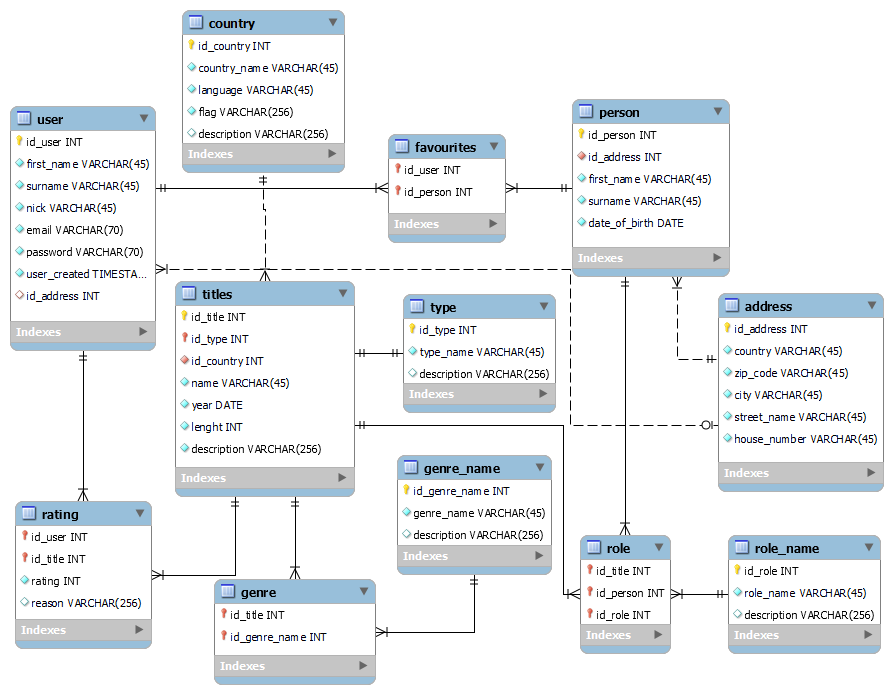 country
id_country INT
country_name VARCHAR(45)
language VARCHAR(45)
flag VARCHAR(256)
description VARCHAR(256)
Indexes
user
id_user INT
first_name VARCHAR(45)
surname VARCHAR(45)
nick VARCHAR(45)
email VARCHAR(70)
password VARCHAR(70)
user_created TIMESTA...
id_address INT
Indexes
favourites
id_user INT
id_person INT
Indexes
person
id_person INT
id_address INT
first_name VARCHAR(45)
surname VARCHAR(45)
date_of_birth DATE
Indexes
titles
id_title INT
id_type INT
id_country INT
name VARCHAR(45)
year DATE
lenght INT
description VARCHAR(256)
Indexes
type
id_type INT
type_name VARCHAR(45)
description VARCHAR(256)
Indexes
address
id_address INT
country VARCHAR(45)
zip_code VARCHAR(45)
city VARCHAR(45)
street_name VARCHAR(45)
house_number VARCHAR(45)
Indexes
genre_name
id_genre_name INT
genre_name VARCHAR(45)
description VARCHAR(256)
Indexes
rating
id_user INT
id_title INT
rating INT
reason VARCHAR(256)
Indexes
genre
id_title INT
id_genre_name INT
Indexes
role
id_title INT
id_person INT
id_role INT
Indexes
role_name
id_role INT
role_name VARCHAR(45)
description VARCHAR(256)
Indexes